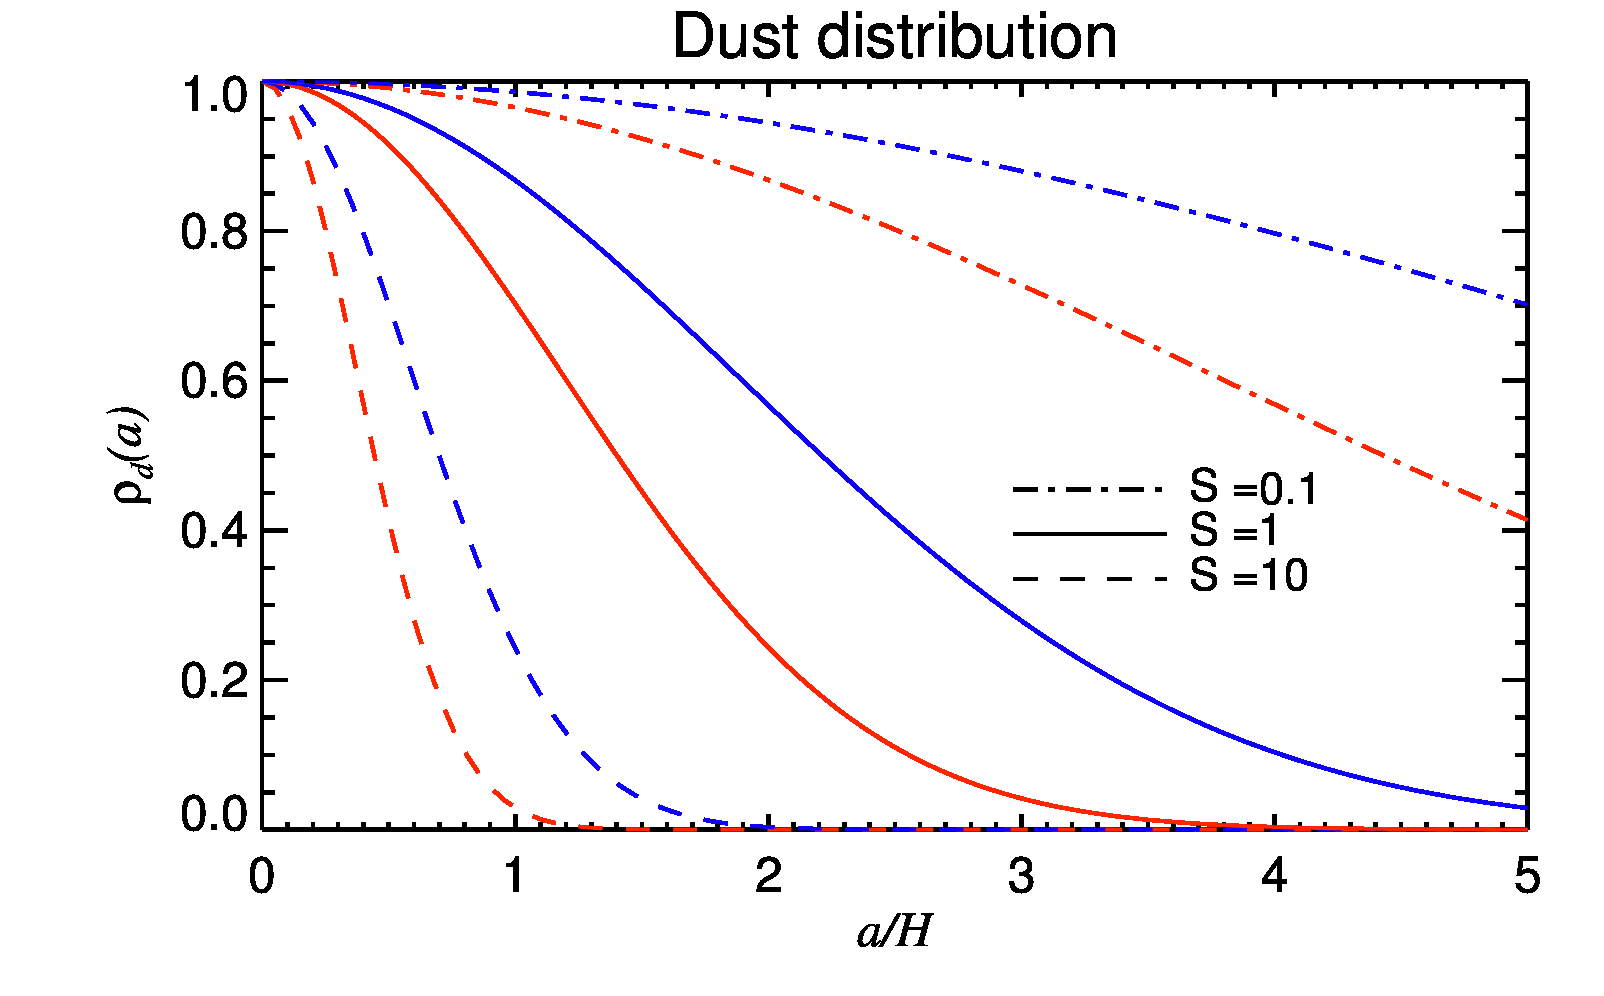 Dust distribution
1.0
0.8
0.6
0.4
0.2
0.0
ρd(a)
S =0.1
S =1
S =10
0 1 2 3 4 5
a/H